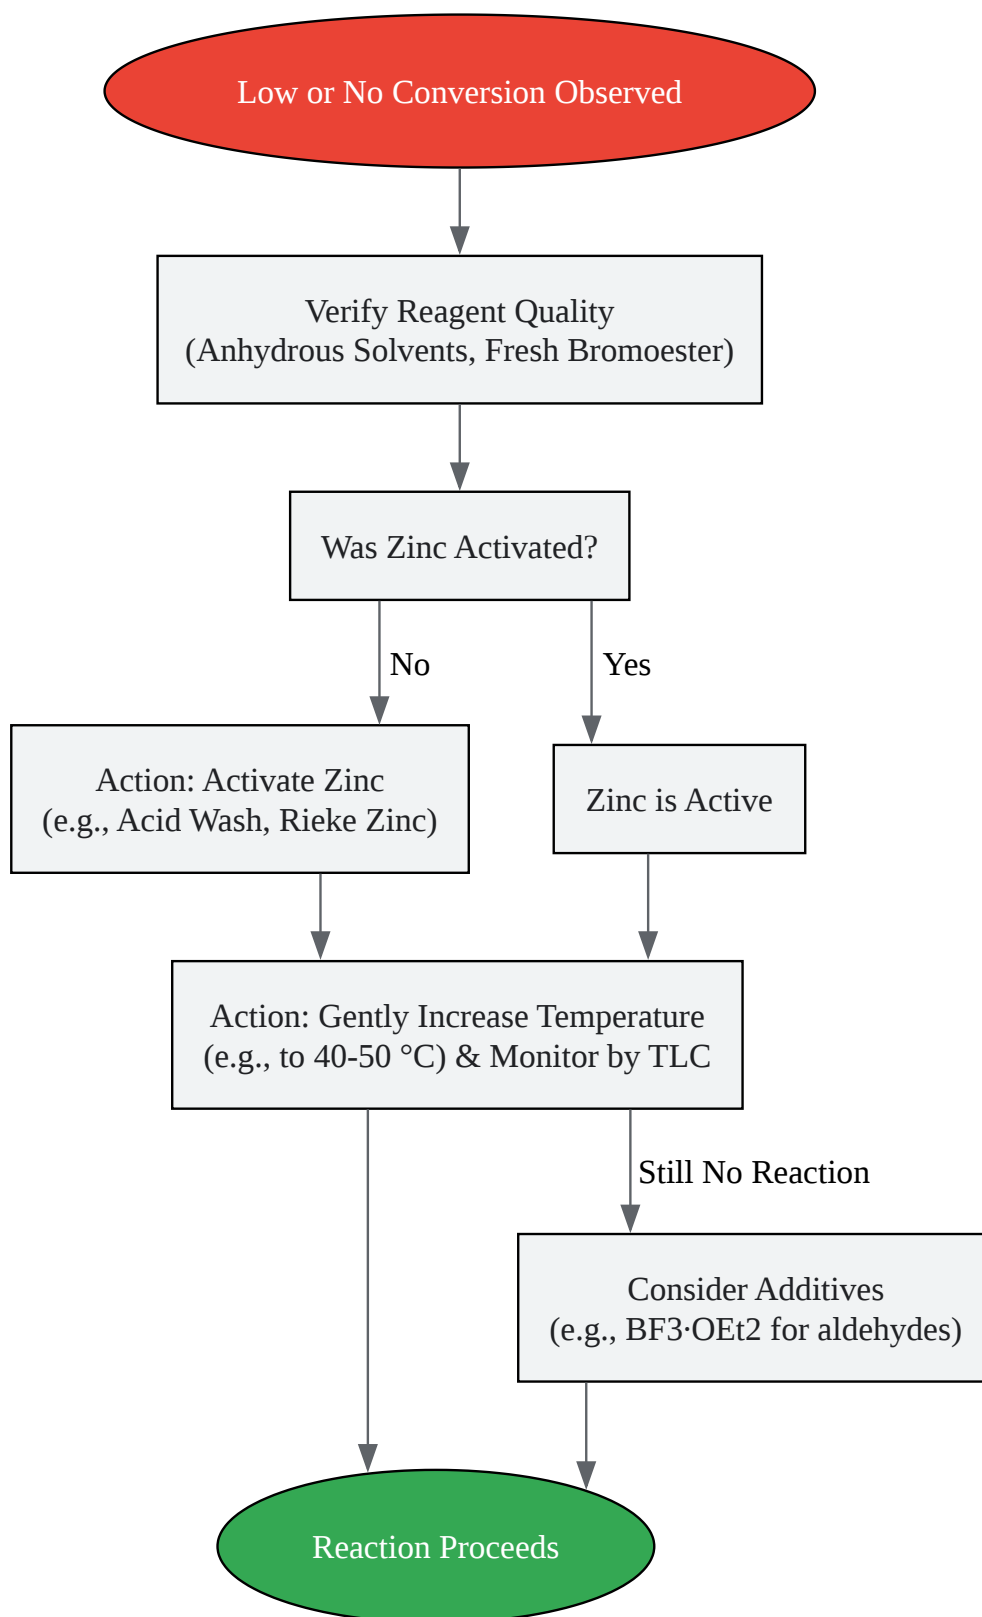 Low or No Conversion Observed
Verify Reagent Quality
(Anhydrous Solvents, Fresh Bromoester)
Was Zinc Activated?
No
Yes
Action: Activate Zinc
(e.g., Acid Wash, Rieke Zinc)
Zinc is Active
Action: Gently Increase Temperature
(e.g., to 40-50 °C) & Monitor by TLC
Still No Reaction
Consider Additives
(e.g., BF3·OEt2 for aldehydes)
Reaction Proceeds